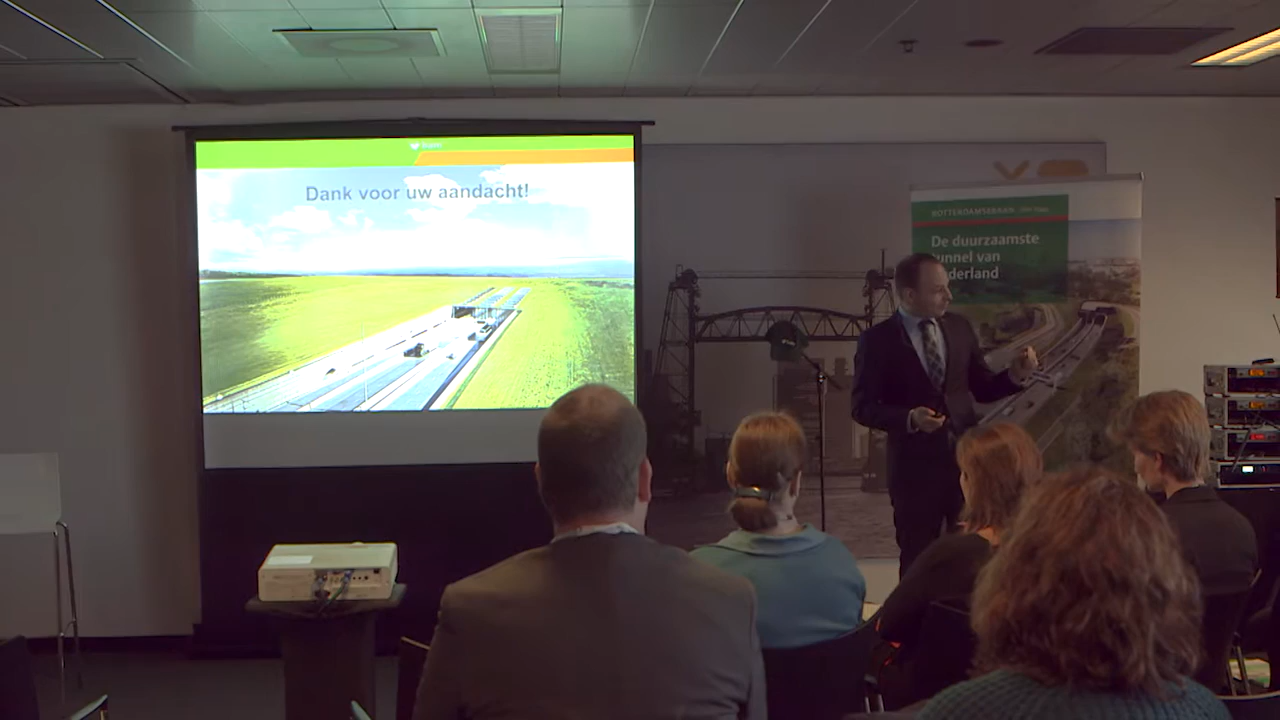 Dank voor uw aandacht!
ROTTERDAMSEBAAN
De duurzaamste
tunnel van
derland